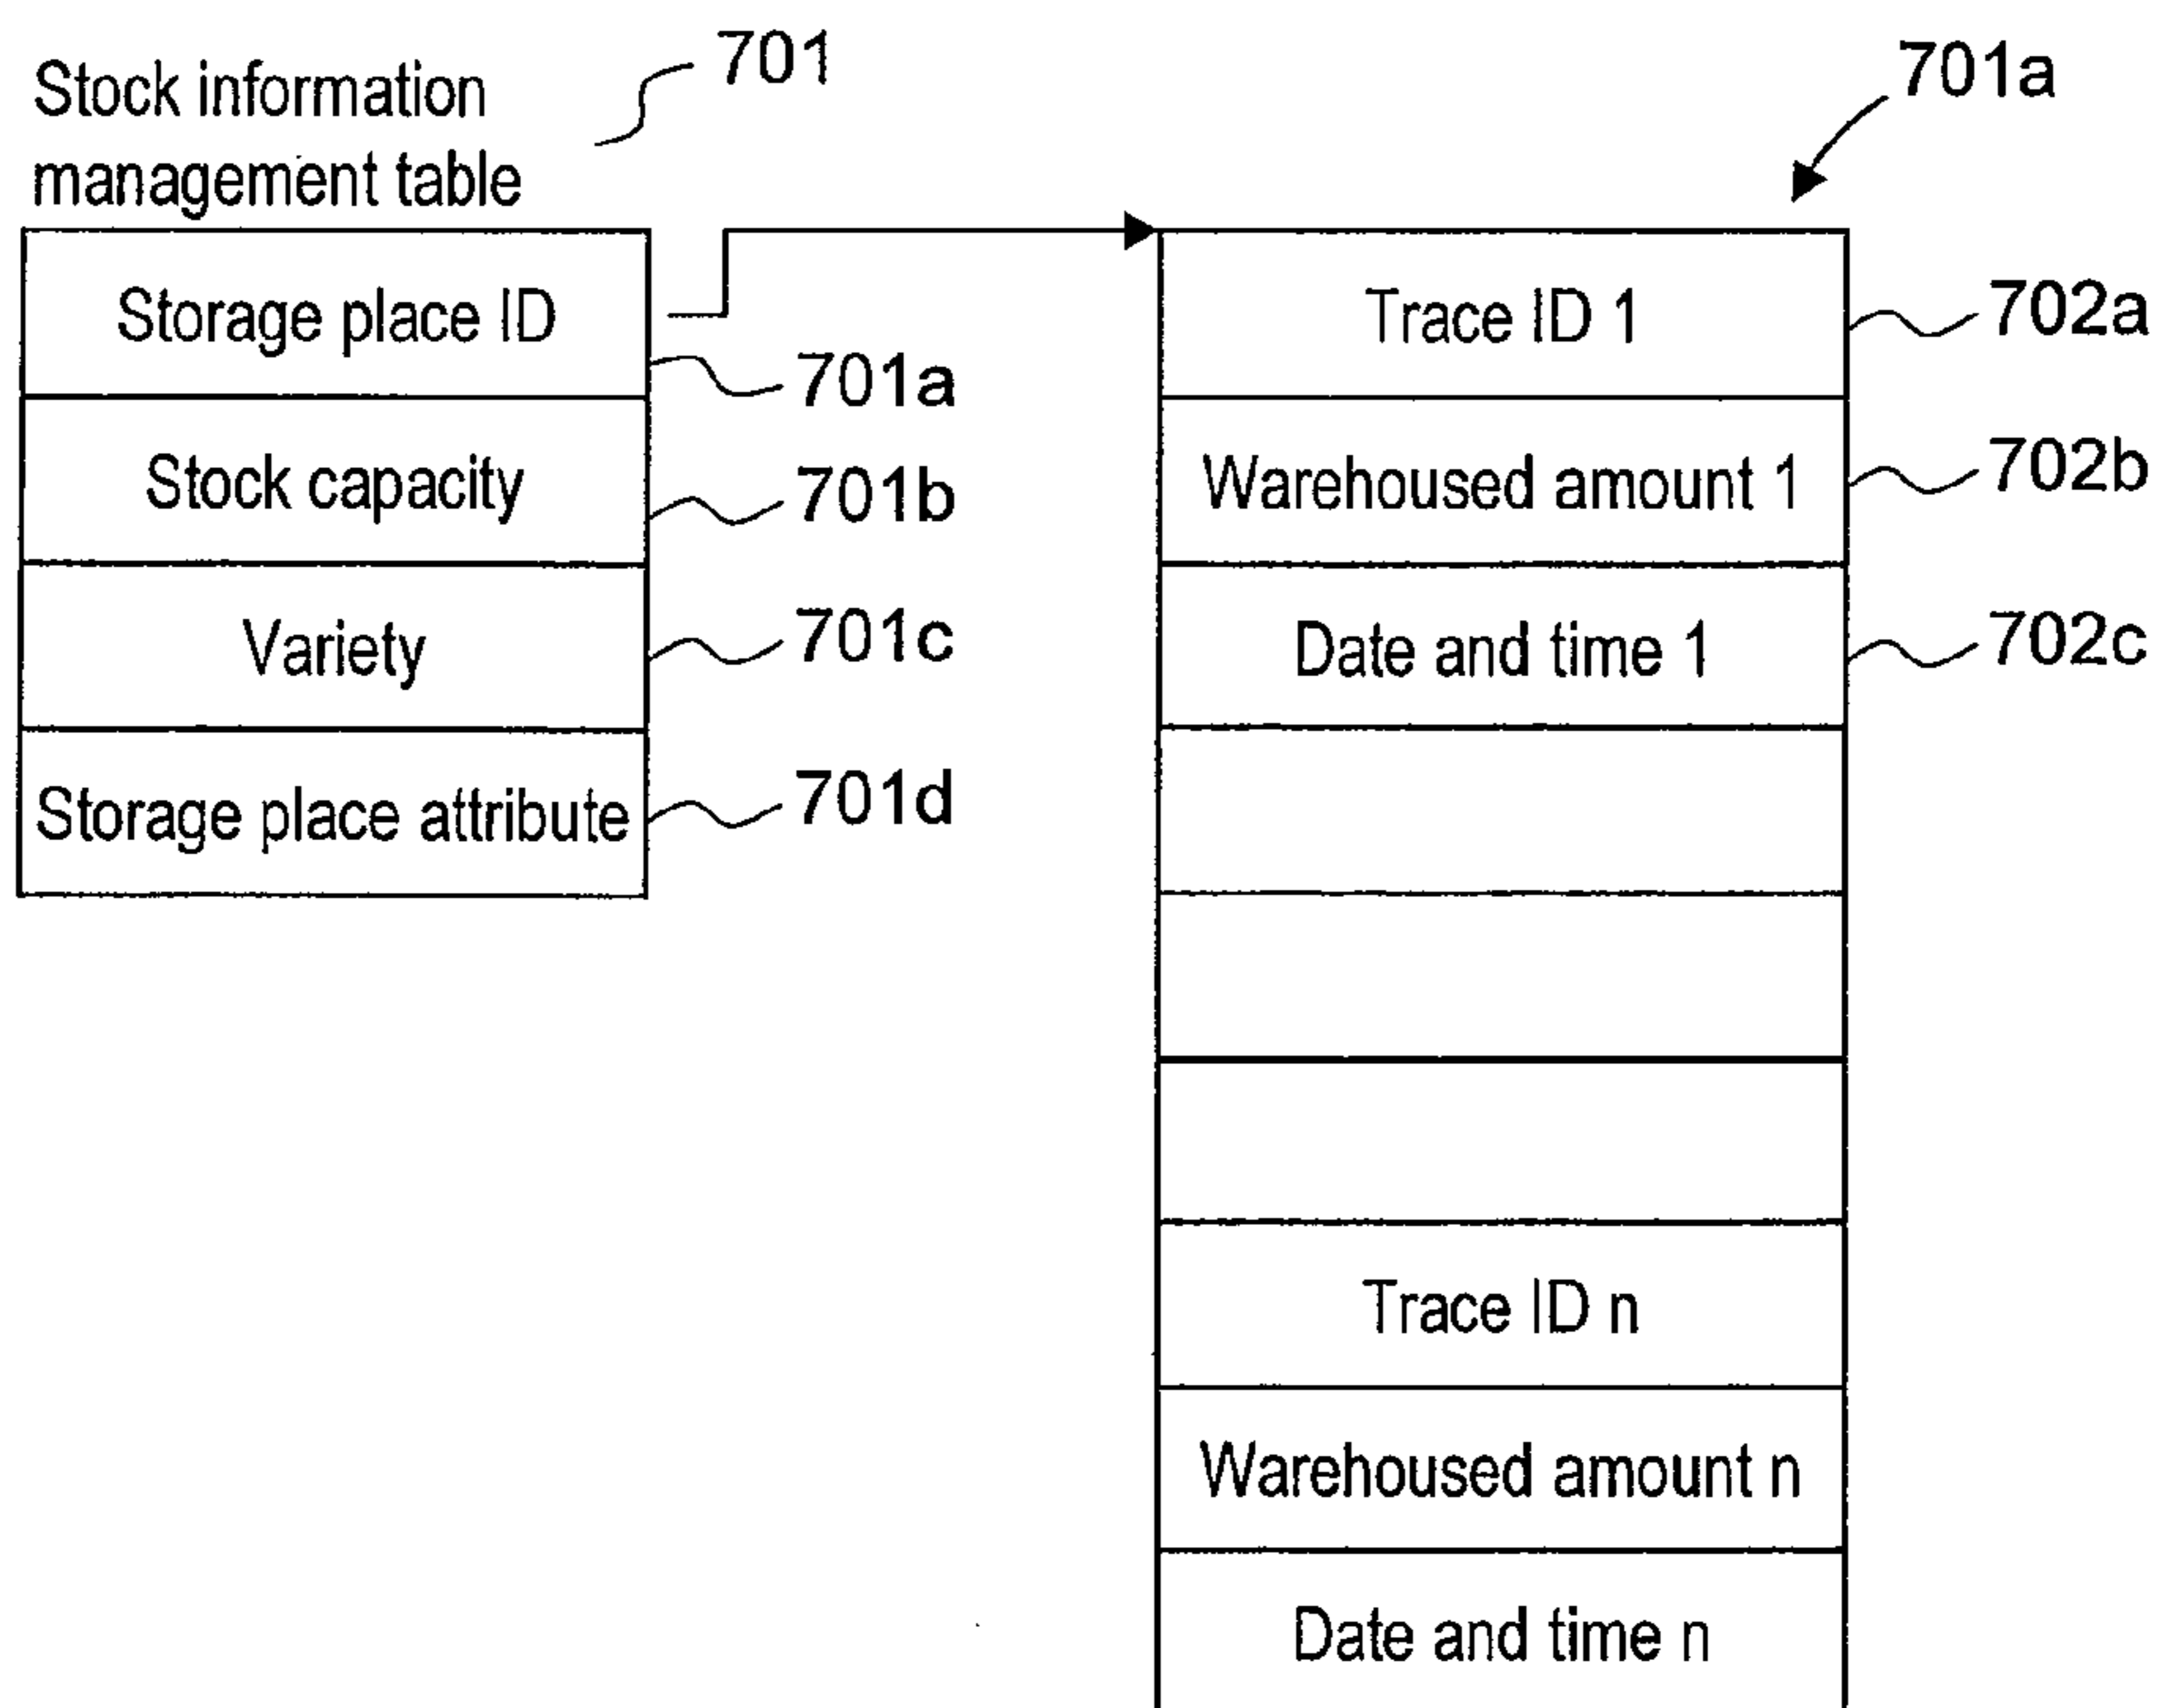 Stock information
management table
701
Storage place ID
701a
Stock capacity
701b
Variety
701c
Storage place attribute
701d
701a
Trace ID 1
702a
Warehoused amount 1
702b
Date and time 1
702c
Trace ID n
Warehoused amount n
Date and time n